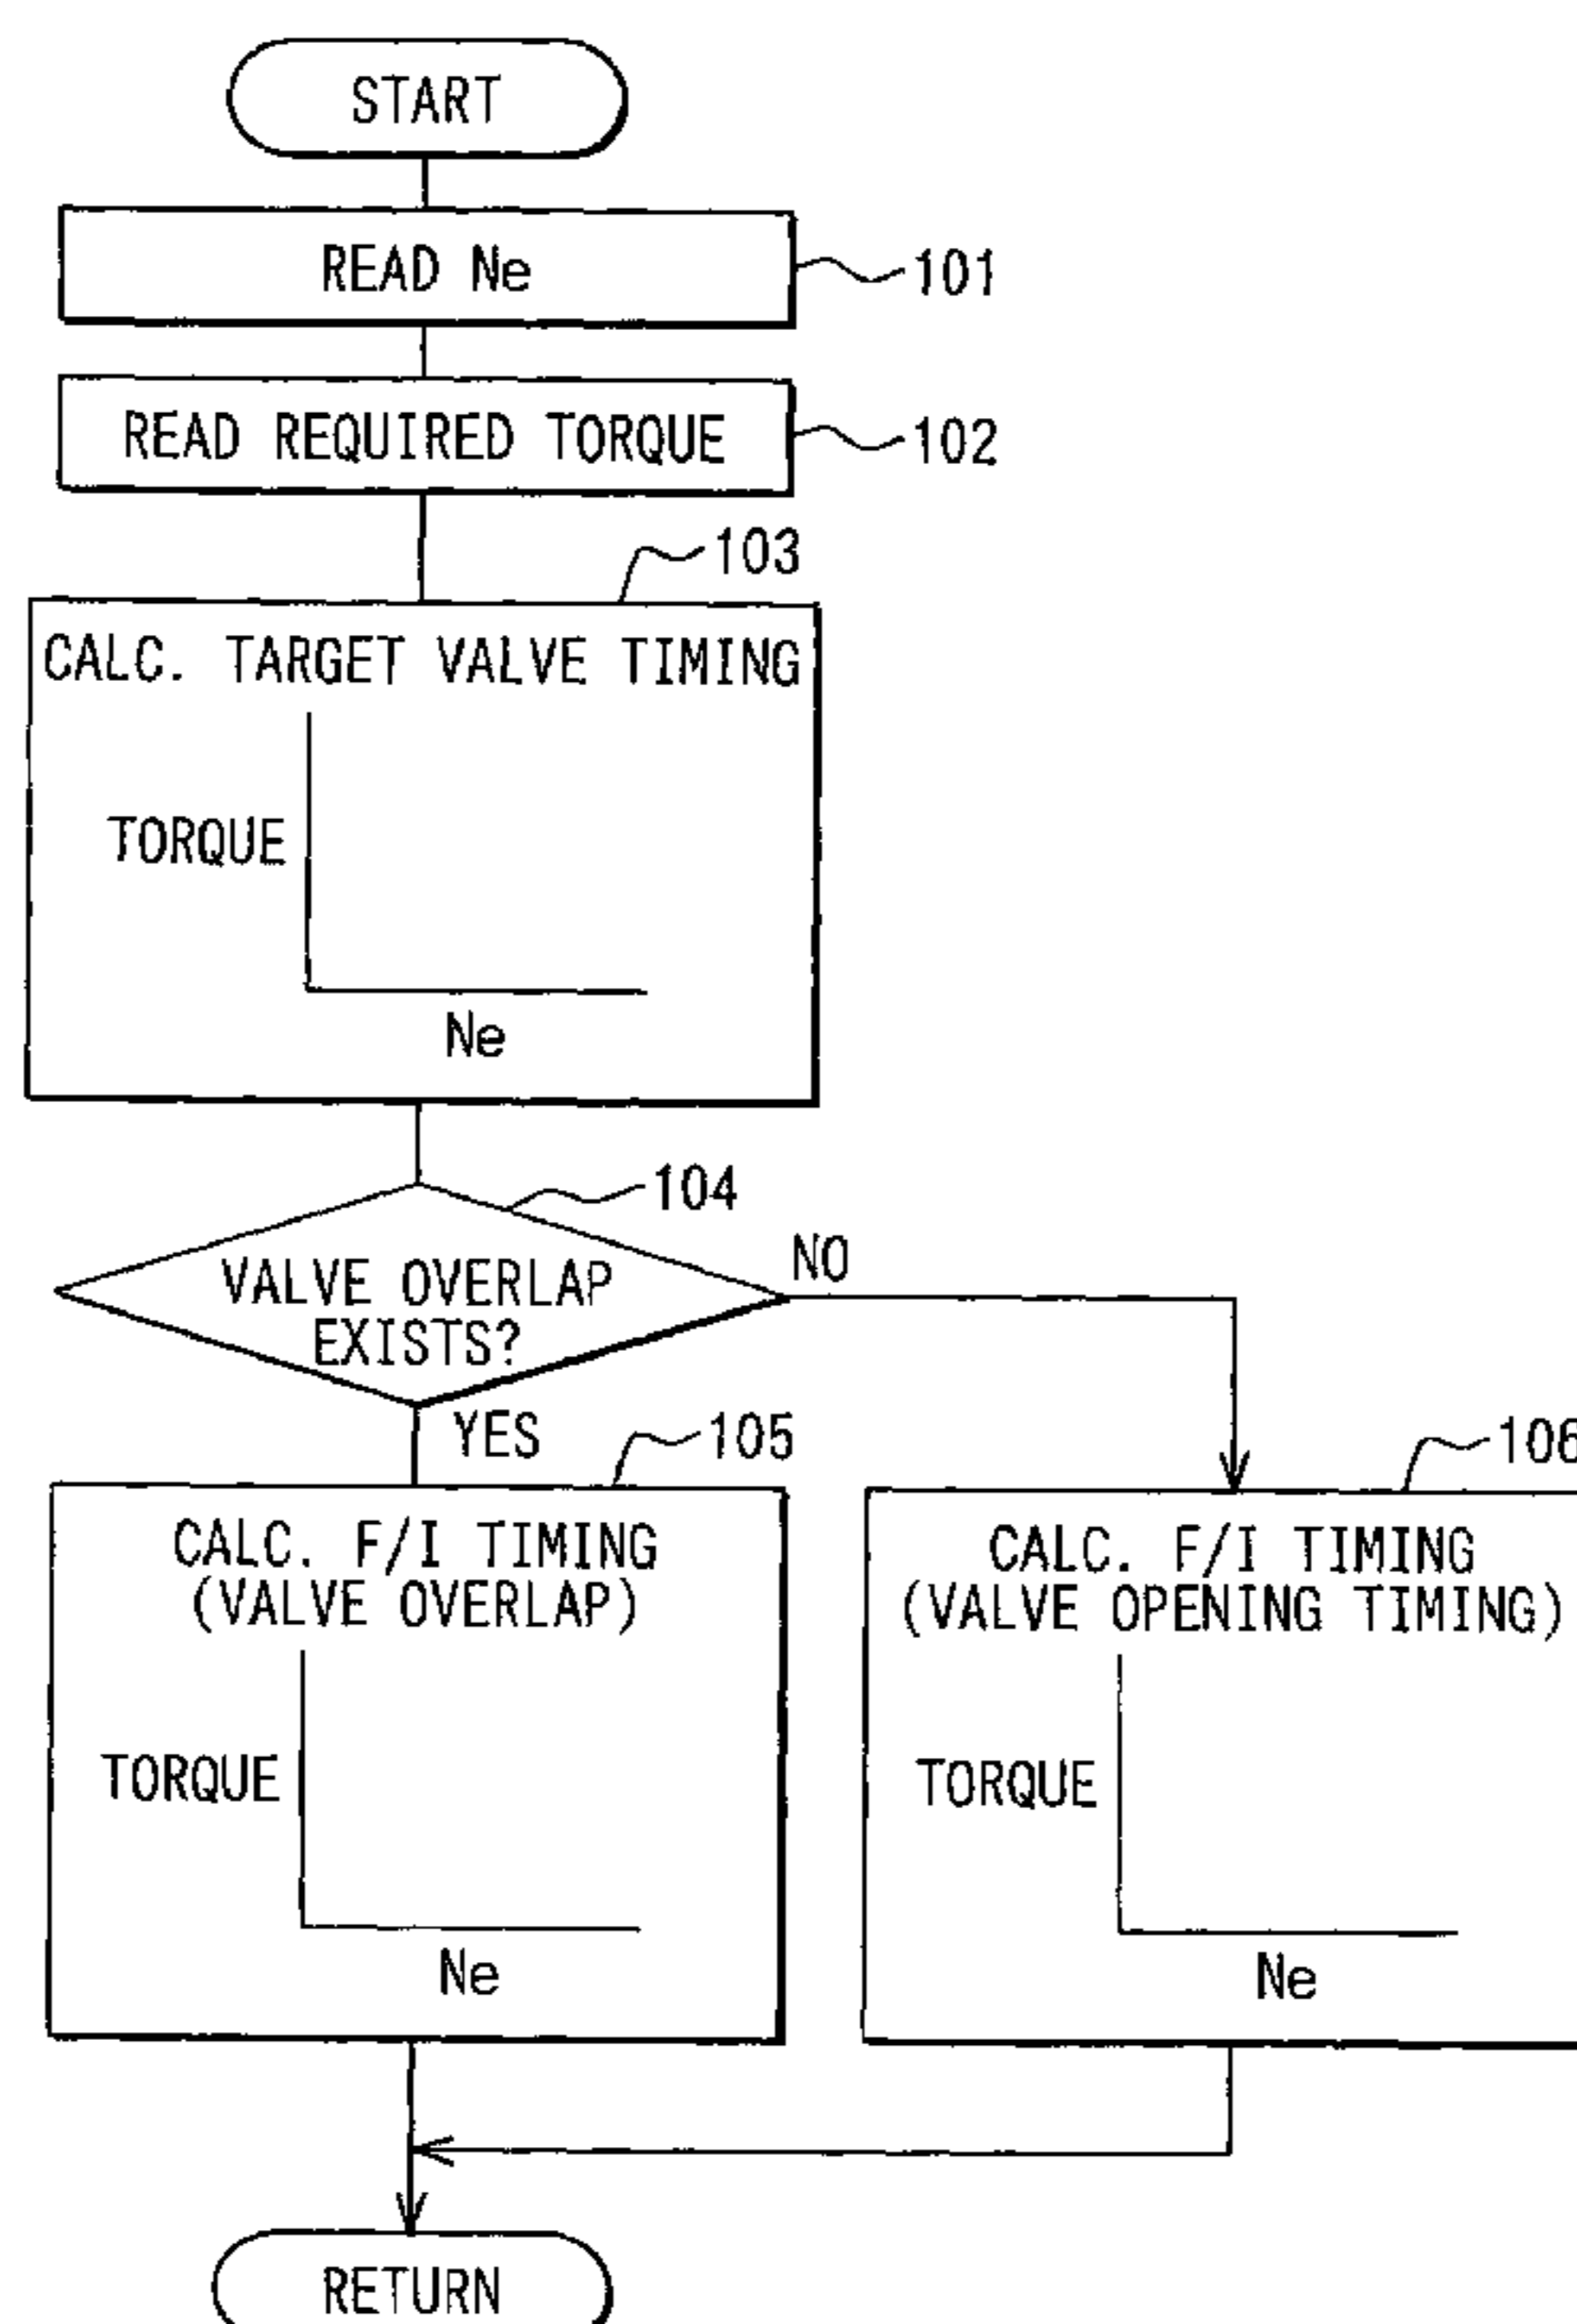 START
READ Ne
101
READ REQUIRED TORQUE
102
103
CALC. TARGET VALVE TIMING
TORQUE
Ne
104
VALVE OVERLAP
EXISTS?
NO
YES
105
CALC. F/I TIMING
(VALVE OVERLAP)
TORQUE
Ne
106
CALC. F/I TIMING
(VALVE OPENING TIMING)
TORQUE
Ne
RETURN